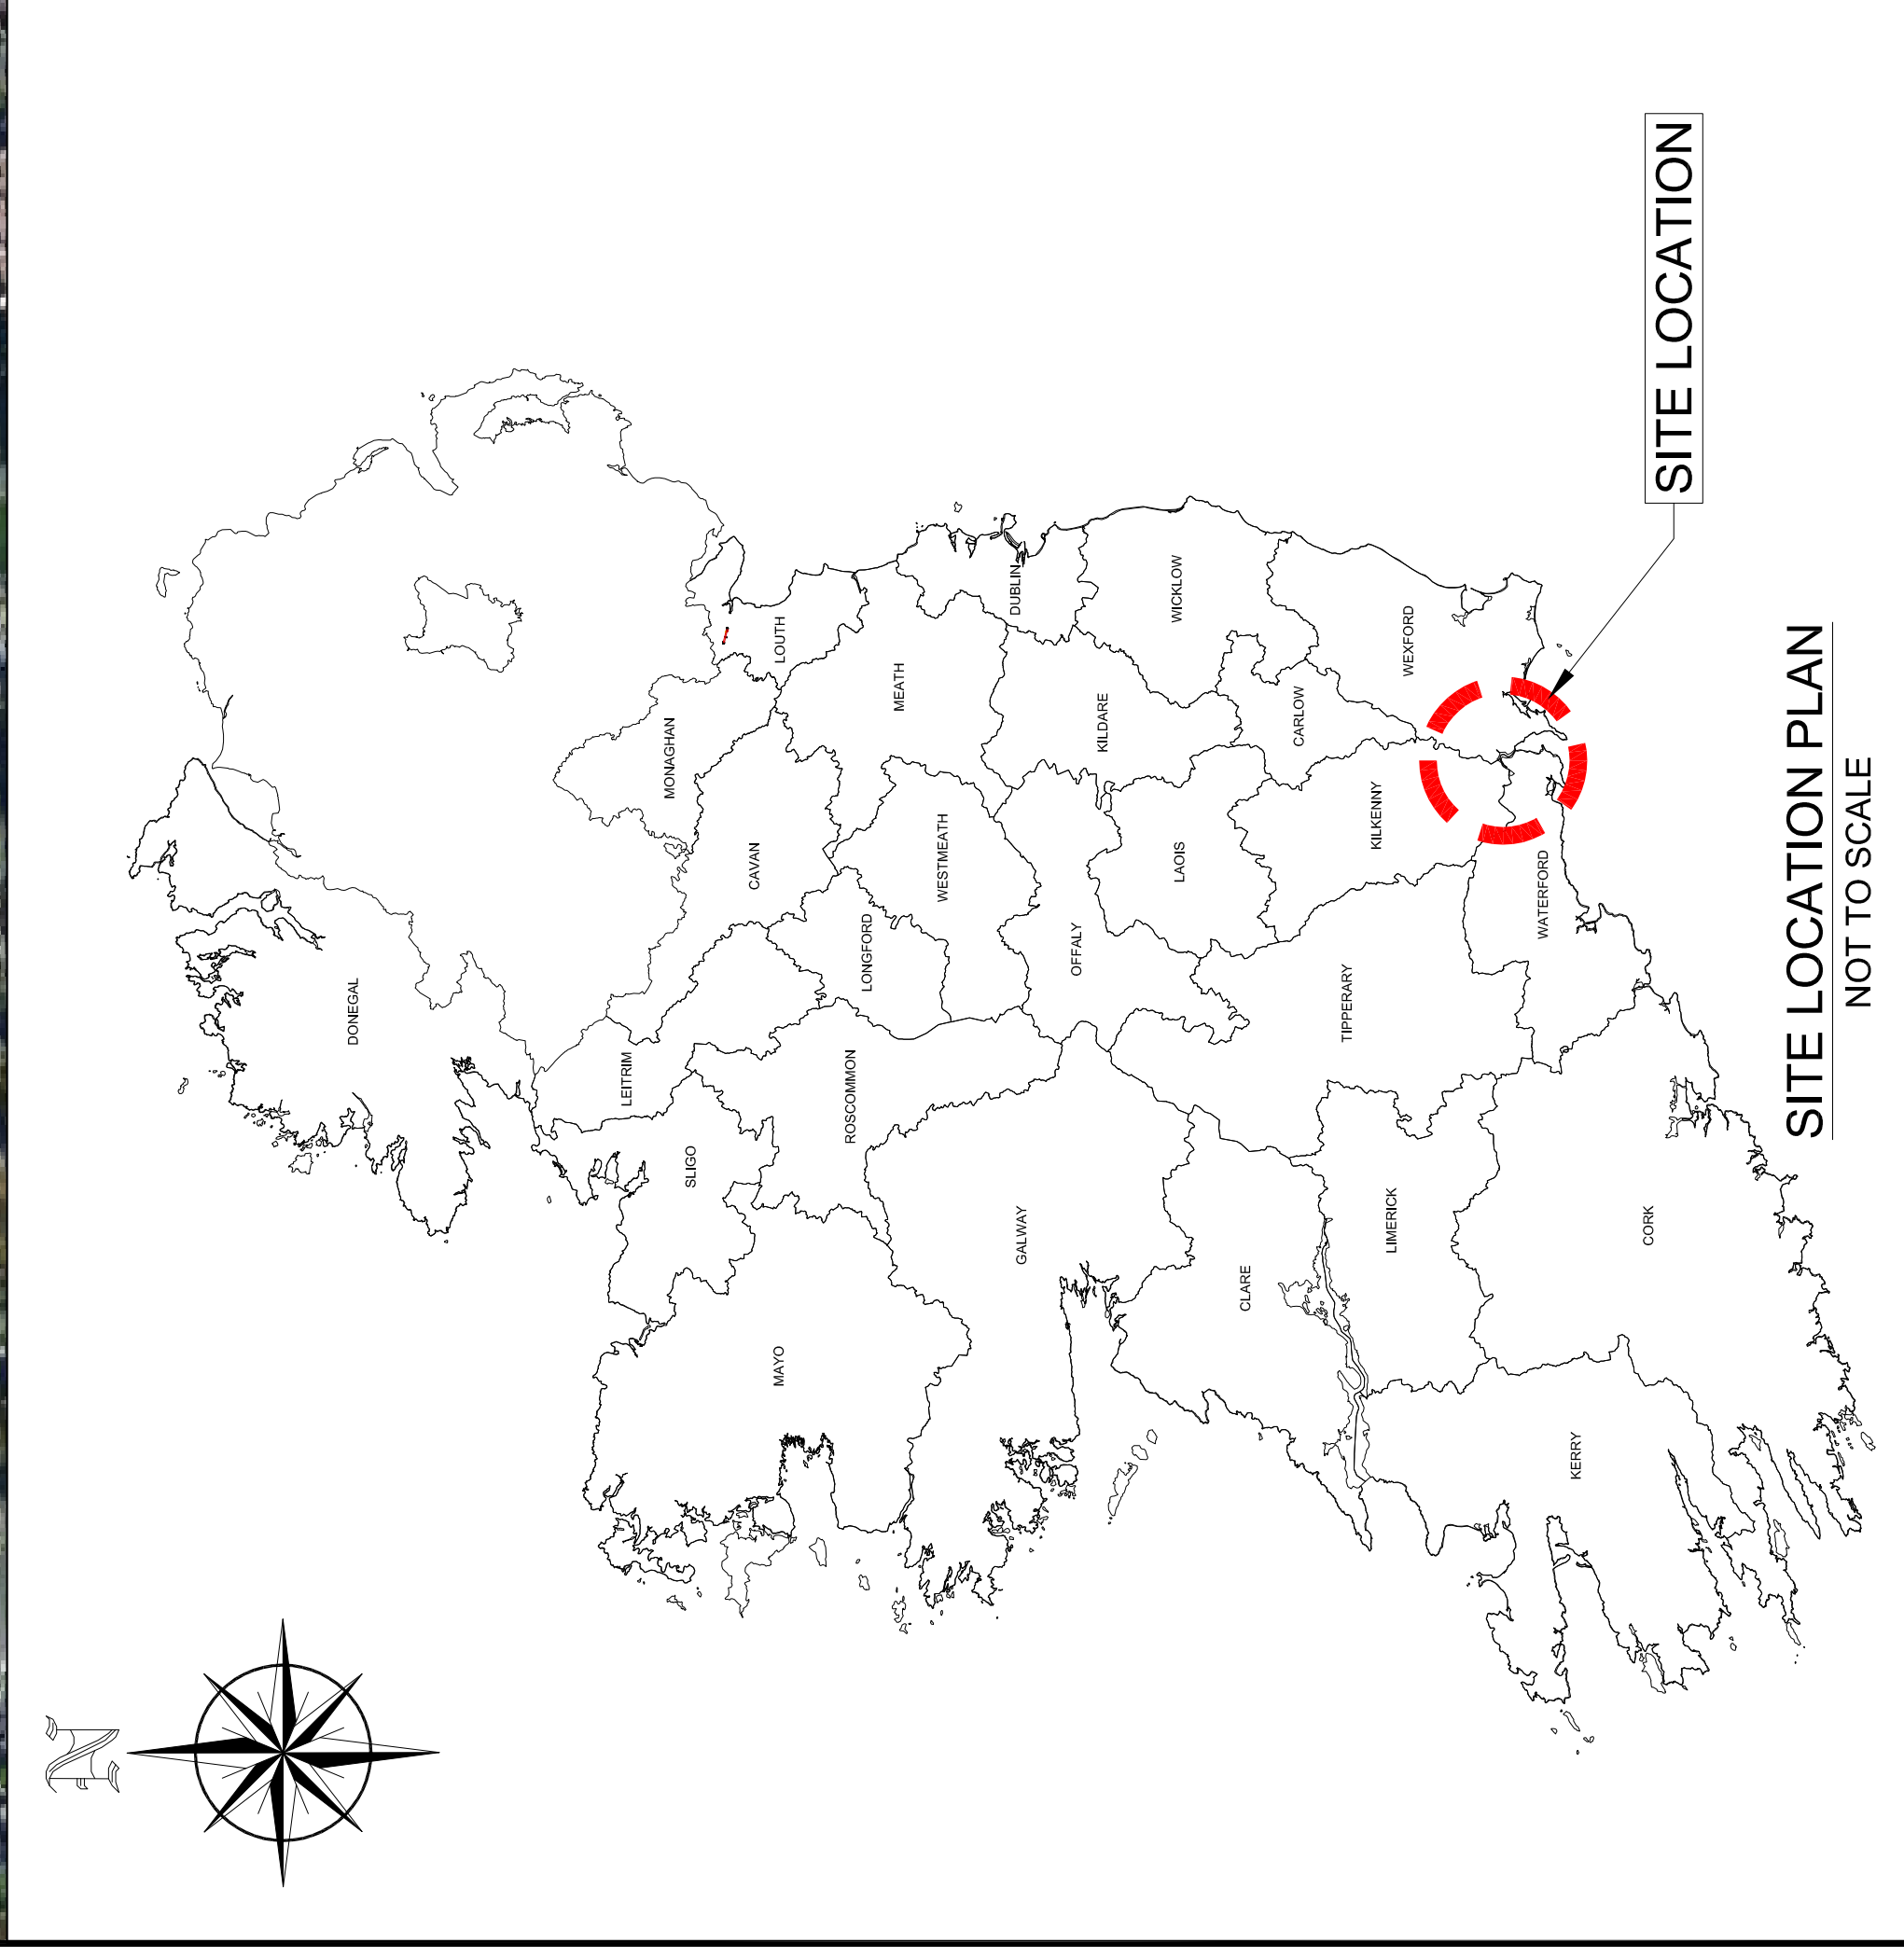 N
DONEGAL
MONAGHAN
LOUTH
LEITRIM
CAVAN
SLIGO
MAYO
ROSCOMMON
LONGFORD
MEATH
WESTMEATH
DUBLIN
GALWAY
OFFALY
KILDARE
WICKLOW
LAOIS
CLARE
CARLOW
TIPPERARY
KILKENNY
LIMERICK
WEXFORD
WATERFORD
KERRY
CORK
SITE LOCATION
SITE LOCATION PLAN
NOT TO SCALE